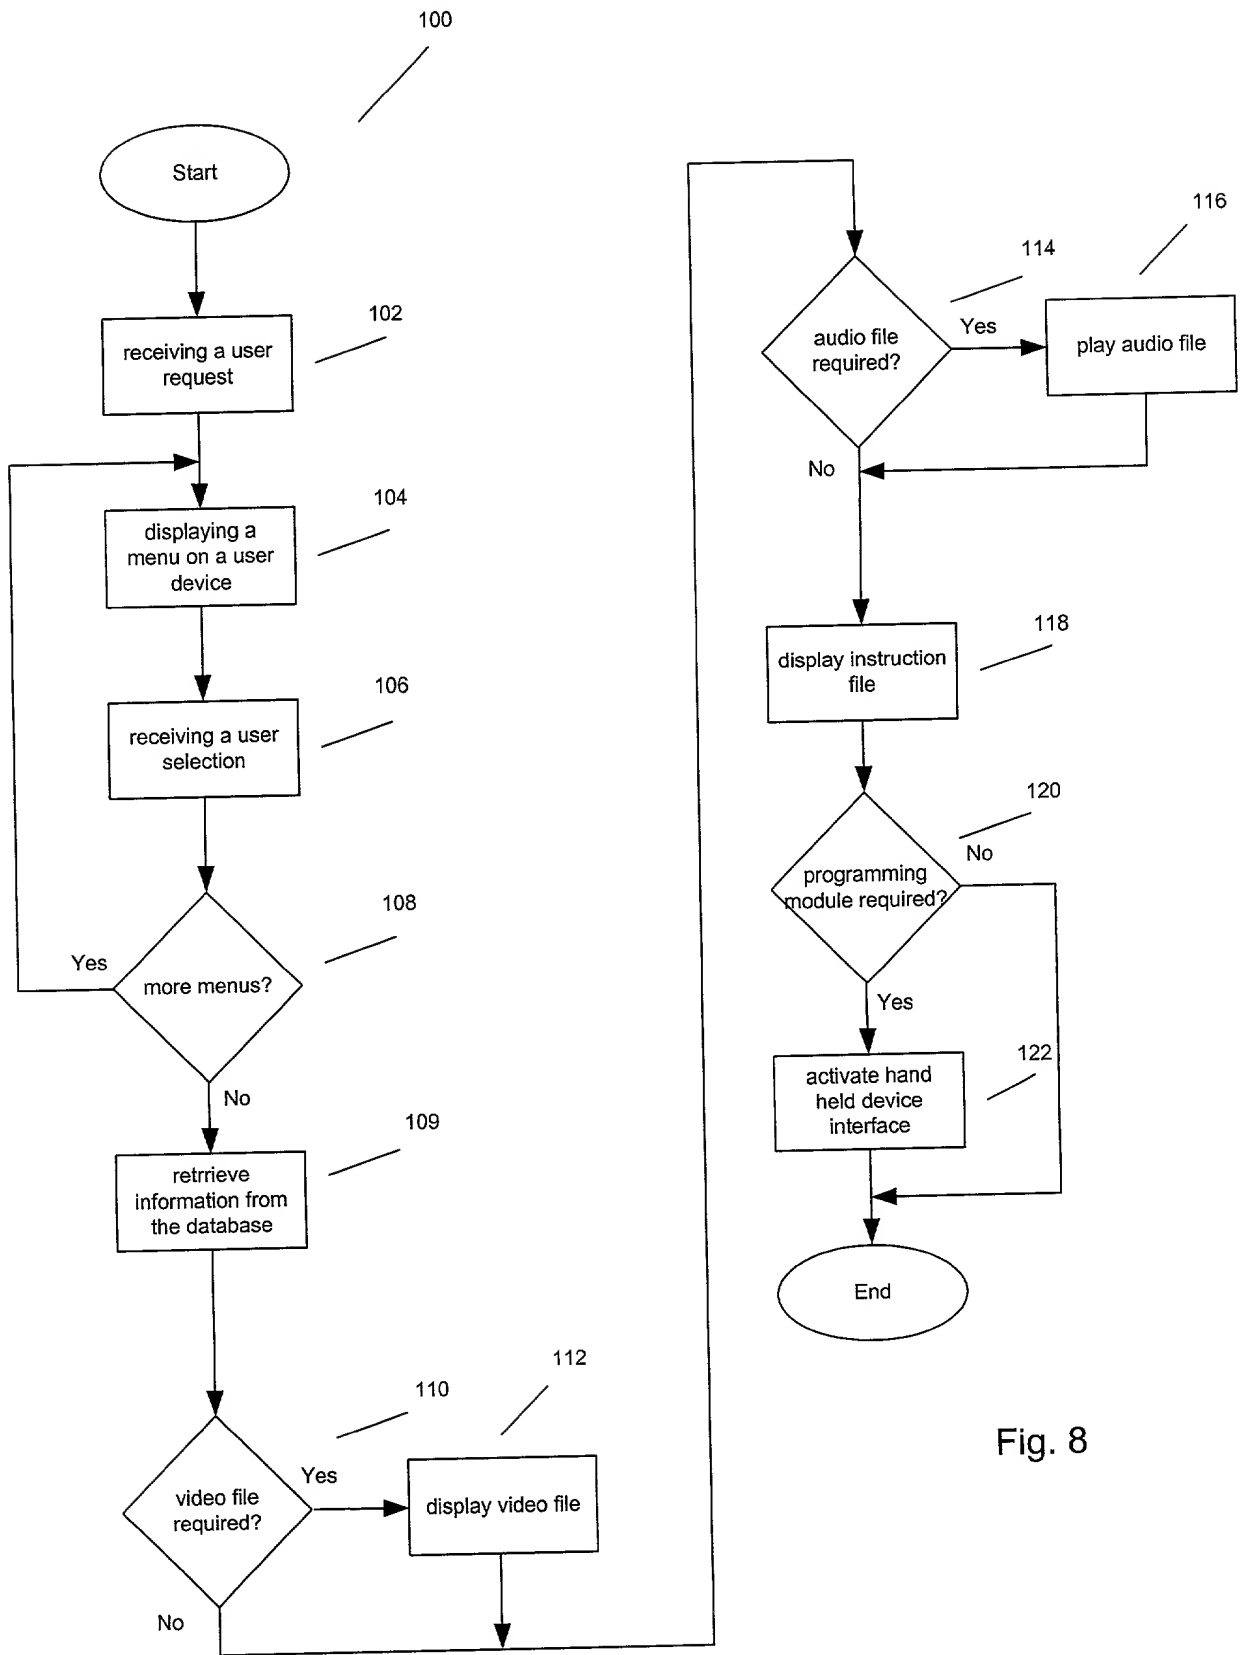 100
Start
102
receiving a user
request
104
displaying a
menu on a user
device
106
receiving a user
selection
108
Yes
more menus?
No
109
retrrieve
information from
the database
110
112
Yes
video file
required?
display video file
No
116
114
Yes
audio file
required?
play audio file
No
118
display instruction
file
120
No
programming
module required?
Yes
122
activate hand
held device
interface
End
Fig. 8